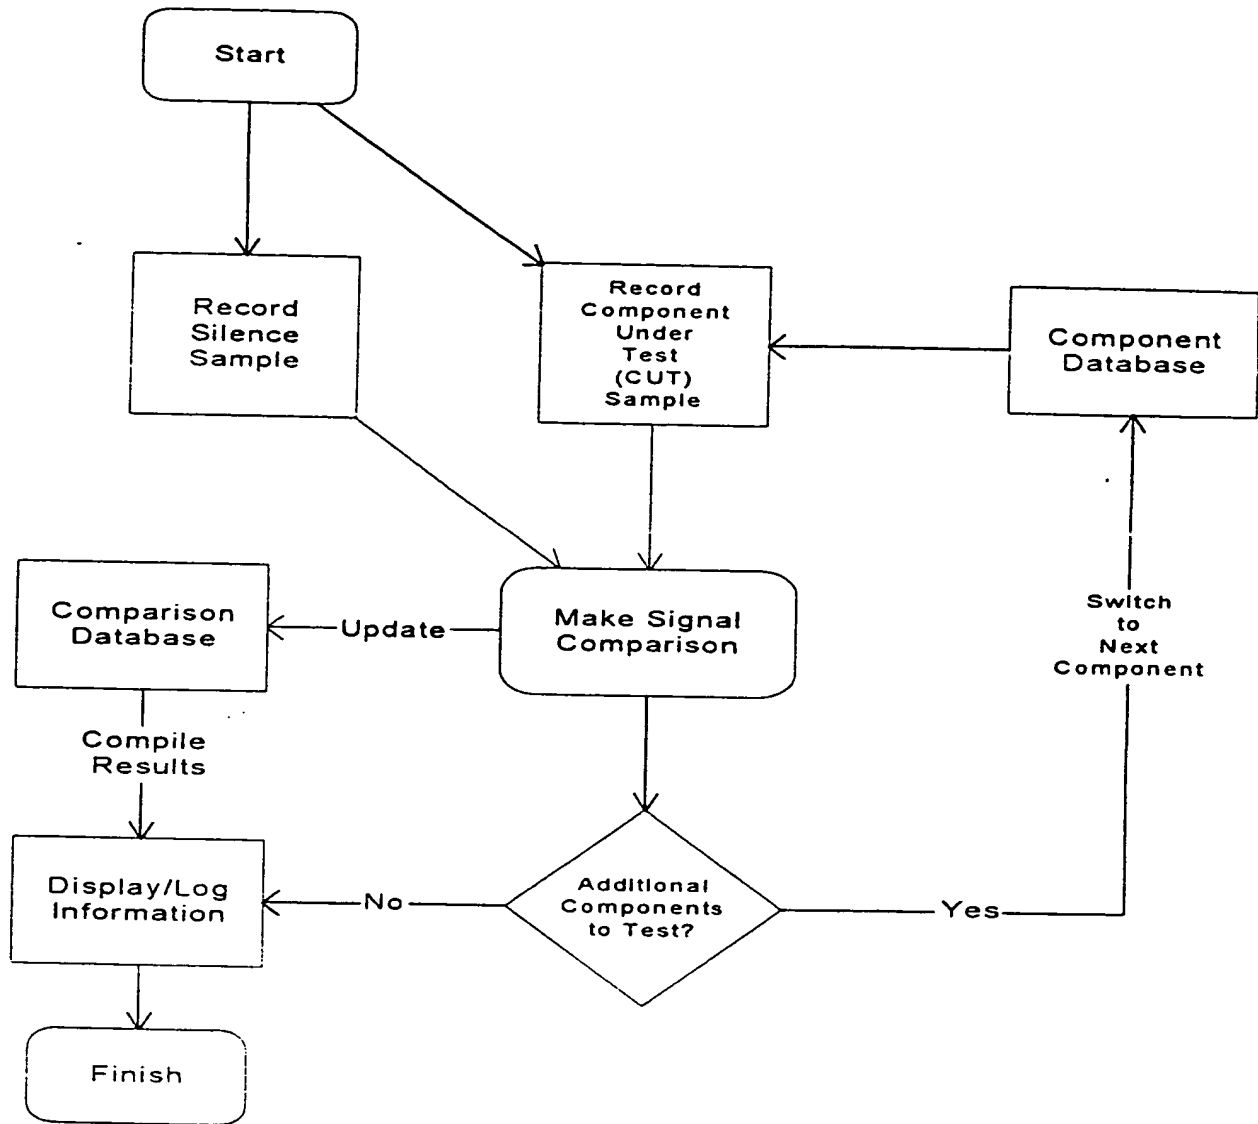 Start
Record
Silence
Sample
Record
Component
Under
Test
(CUT)
Sample
Component
Database
Comparison
Database
Update
Make Signal
Comparison
Switch
to
Next
Component
Compile
Results
Display/Log
Information
No
Additional
Components
to Test?
Yes
Finish